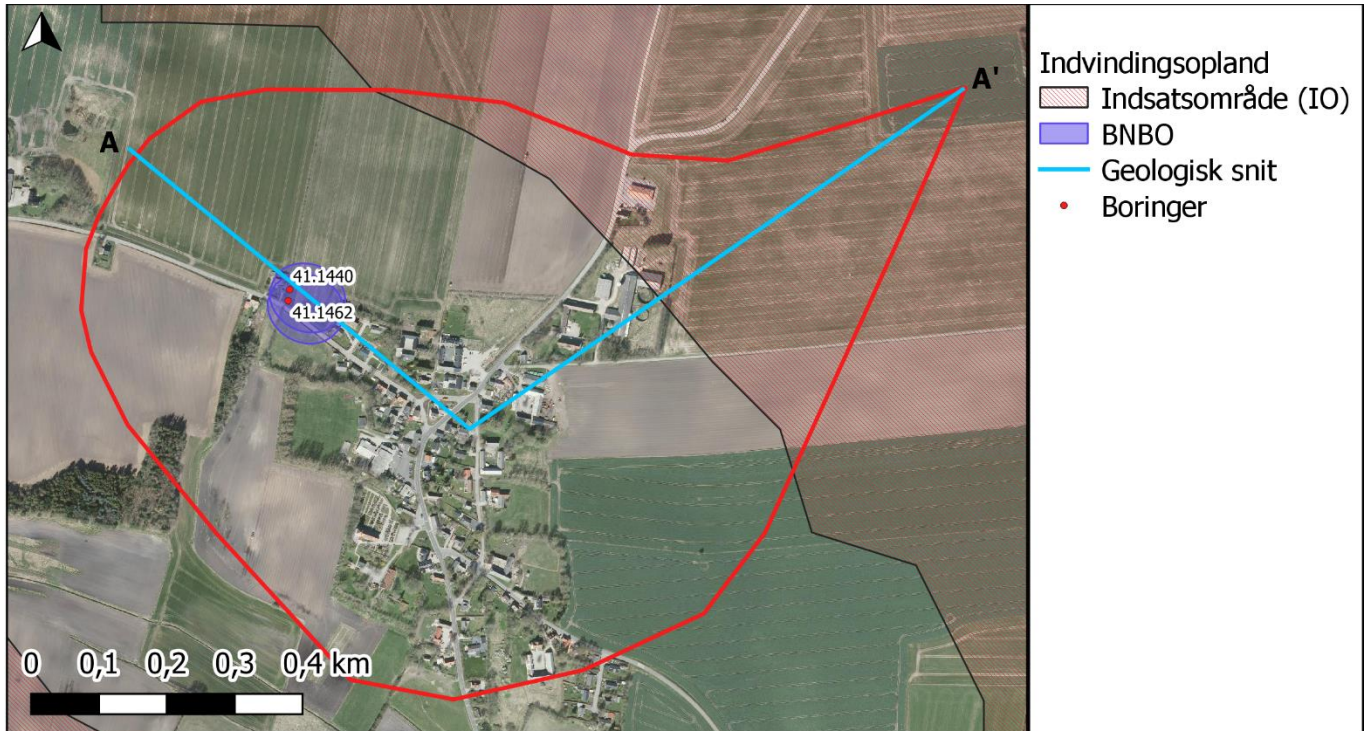 A
A'
41.1440
41.1462
0 0,1 0,2 0,3 0,4 km
Indvindingsopland
Indsatsområde (IO)
BNBO
Geologisk snit
Boringer